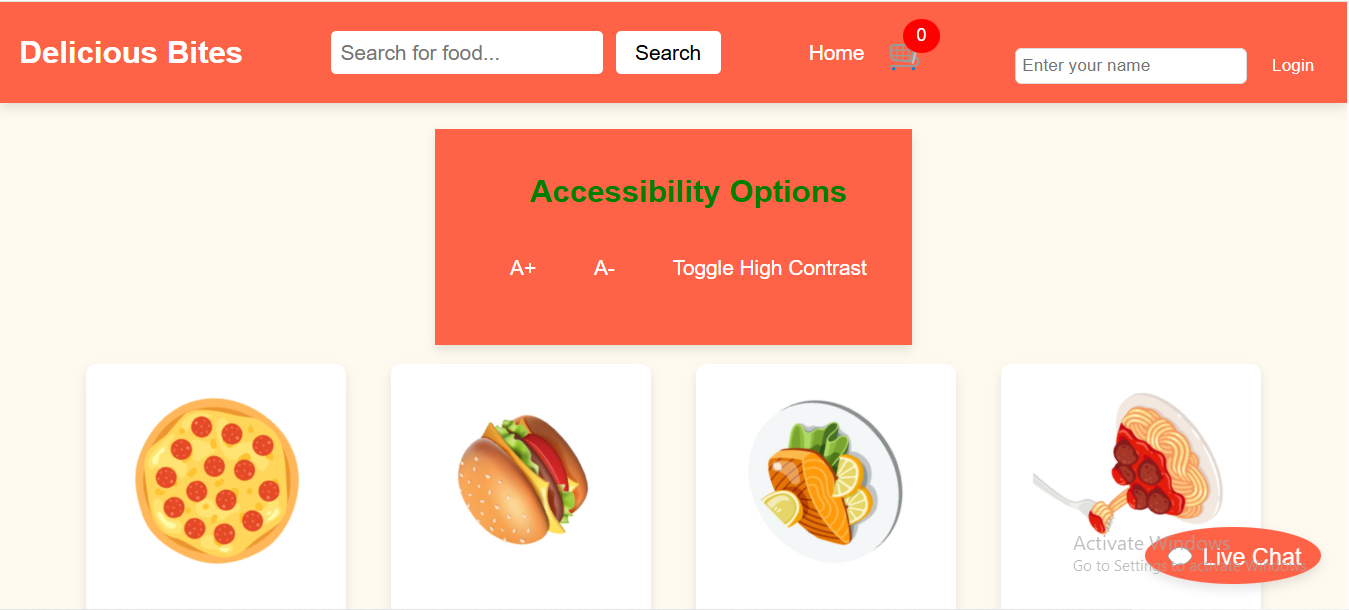 Delicious Bites
Search for food...
Search
Home
0
Enter your name
Login
Accessibility Options
A+
A-
Toggle High Contrast
Activate Windows
Go to Settings to activate Windows.
Live Chat